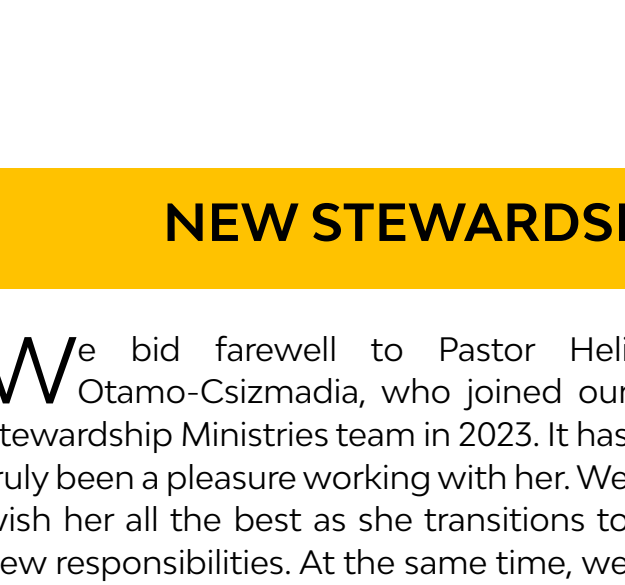 NEW STEWARDS
We bid farewell to Pastor Heli
Otamo-Csizmadia, who joined our
tewardship Ministries team in 2023. It has
ruly been a pleasure working with her. We
ish her all the best as she transitions to
ew responsibilities. At the same time, we